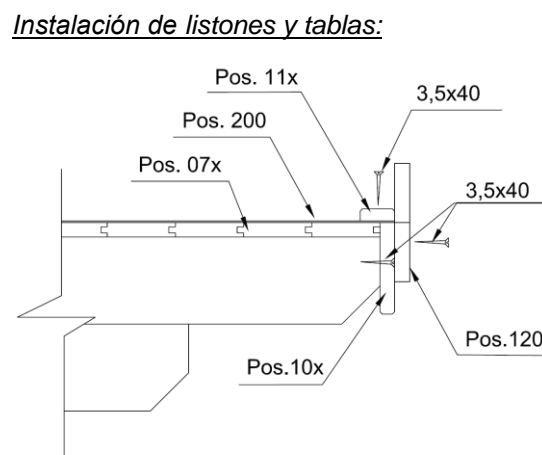 Instalación de listones y tablas:
Pos. 11x
3,5x40
Pos. 200
Pos. 07x
3,5x40
Pos.120
Pos.10x